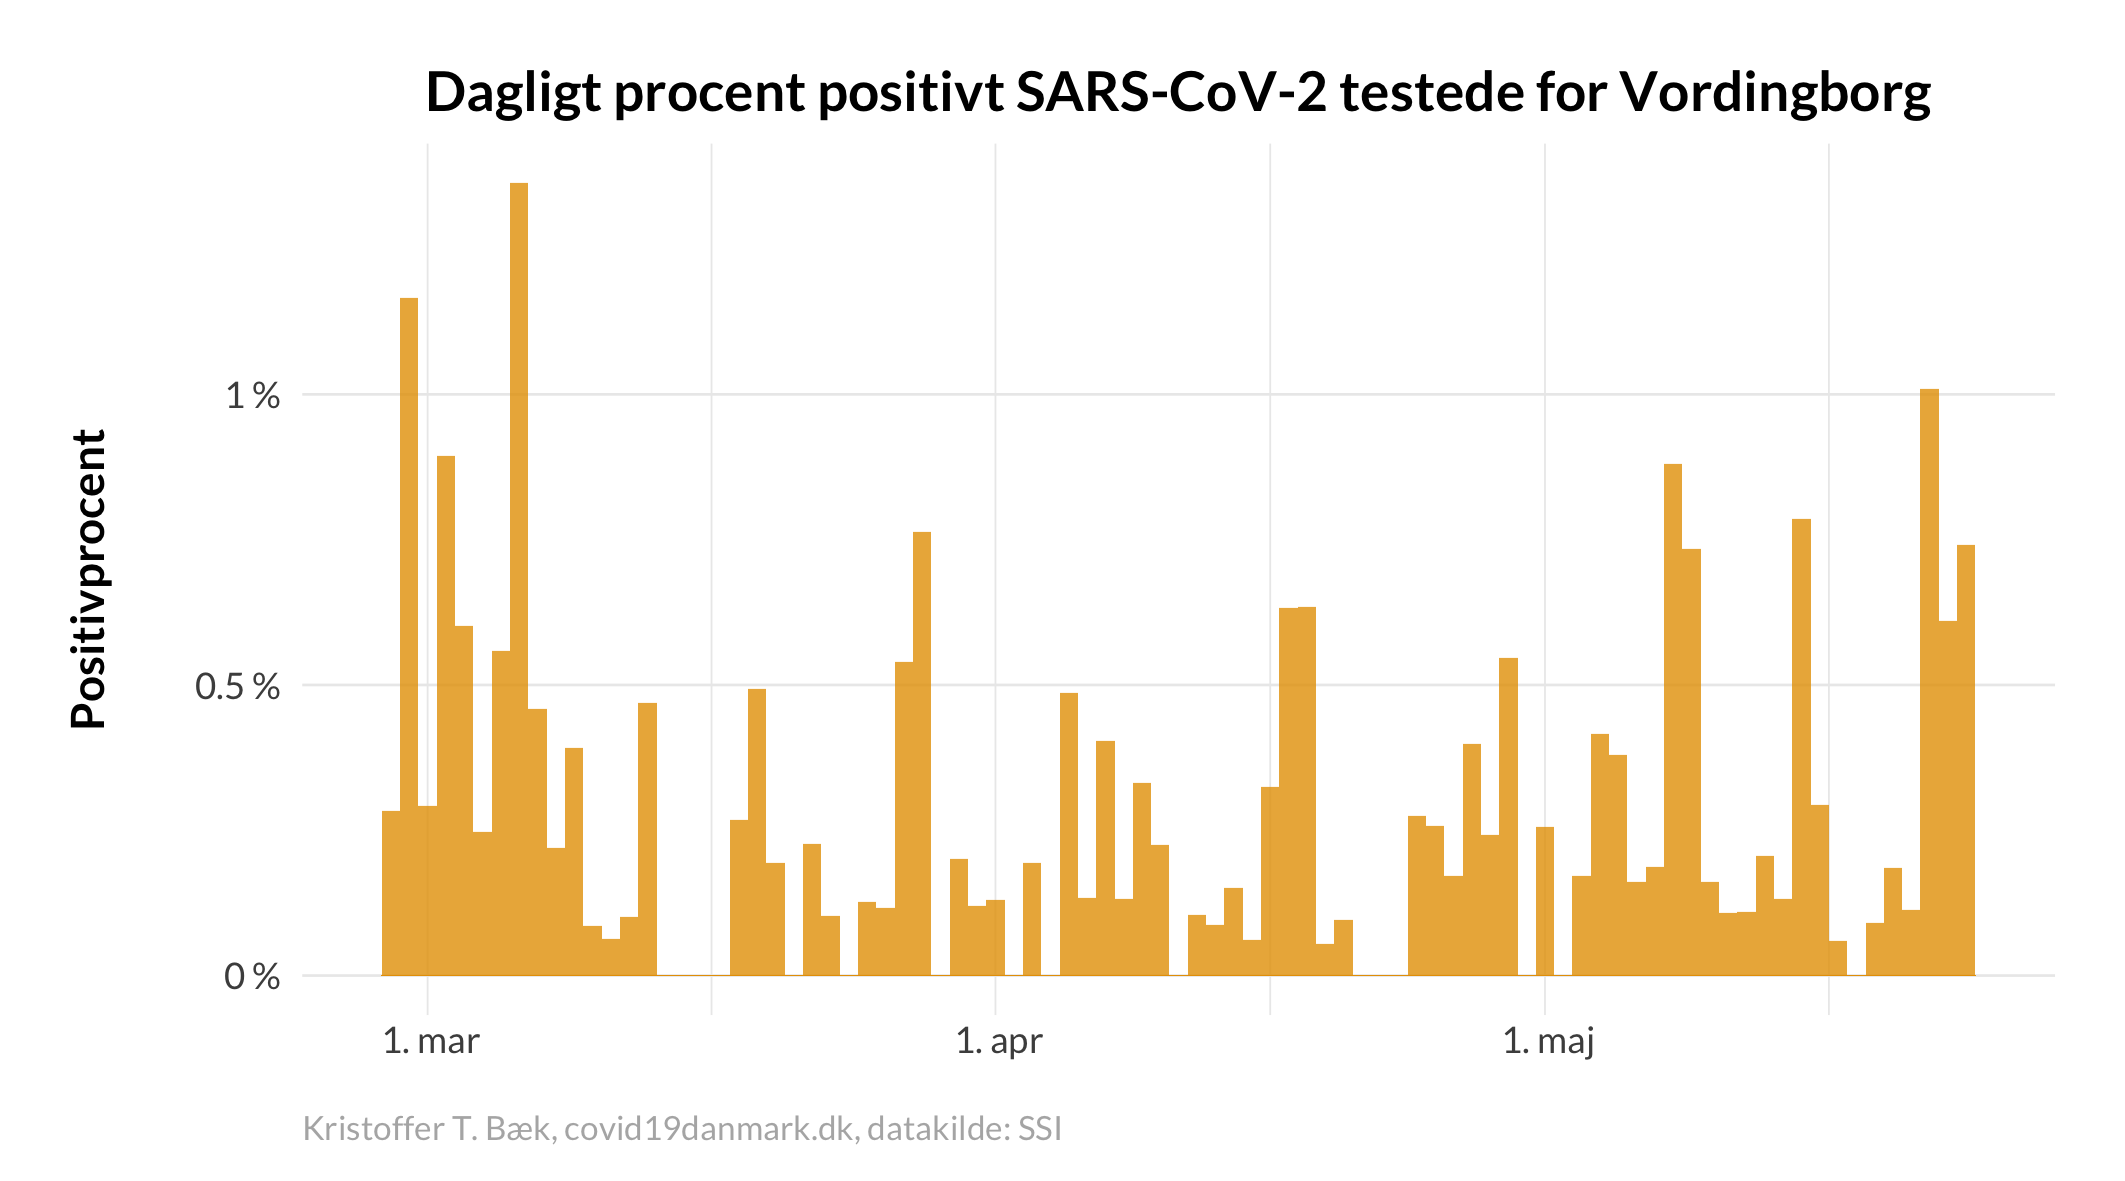 Dagligt procent positivt SARS-CoV-2 testede for Vordingborg
Positivprocent
1 %
0.5 %
0 %
1. mar
1. apr
1. maj
Kristoffer T. Bæk, covid19danmark.dk, datakilde: SSI